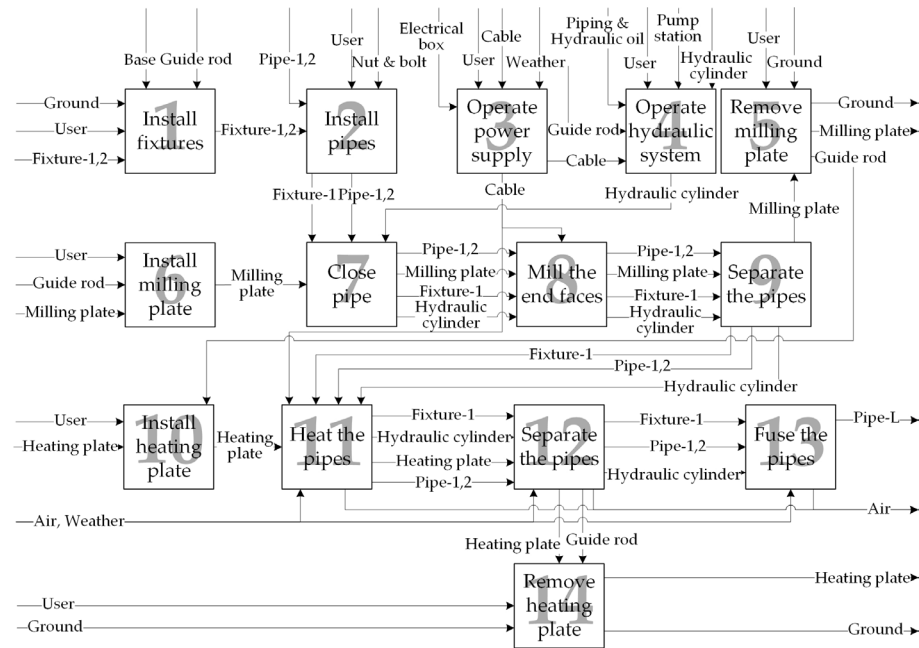 Electrical box
Cable
Piping & Hydraulic oil
Pump station
User
User
Base Guide rod
Pipe-1,2
User
Nut & bolt
User
Weather
User
Hydraulic cylinder
Ground
Ground
User
Fixture-1,2
1
Install fixtures
Fixture-1,2
2
Install pipes
3
Operate power supply
Guide rod
Cable
4
Operate hydraulic system
5
Remove milling plate
Ground
Milling plate
Guide rod
Fixture-1
Pipe-1,2
Cable
Hydraulic cylinder
Milling plate
User
Guide rod
Milling plate
6
Install milling plate
Milling plate
7
Close pipe
Pipe-1,2
Milling plate
Fixture-1
Hydraulic cylinder
8
Mill the end faces
Pipe-1,2
Milling plate
Fixture-1
Hydraulic cylinder
9
Separate the pipes
Fixture-1
Pipe-1,2
Hydraulic cylinder
User
Heating plate
10
Install heating plate
Heating plate
11
Heat the pipes
Fixture-1
Hydraulic cylinder
Heating plate
Pipe-1,2
12
Separate the pipes
Fixture-1
Pipe-1,2
Hydraulic cylinder
13
Fuse the pipes
Pipe-L
Air, Weather
Air
Heating plate
Guide rod
User
Ground
14
Remove heating plate
Heating plate
Ground